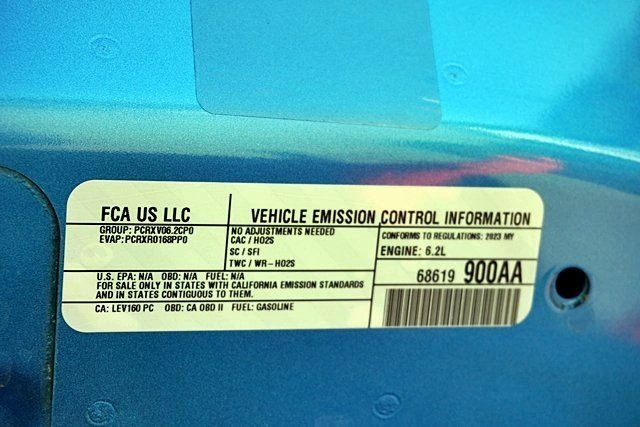 FCA US LLC
VEHICLE EMISSION CONTROL INFORMATION
GROUP: PCRXV06.2CP0
EVAP: PCRXR0168PP0
NO ADJUSTMENTS NEEDED
CAC / HO2S
SC / SFI
TWC / WR-HO2S
CONFORMS TO REGULATIONS: 2023 MY
ENGINE: 6.2L
68619 900AA
U.S. EPA: N/A OBD: N/A FUEL: N/A
FOR SALE ONLY IN STATES WITH CALIFORNIA EMISSION STANDARDS
AND IN STATES CONTIGUOUS TO THEM.
CA: LEV160 PC OBD: CA OBD II FUEL: GASOLINE